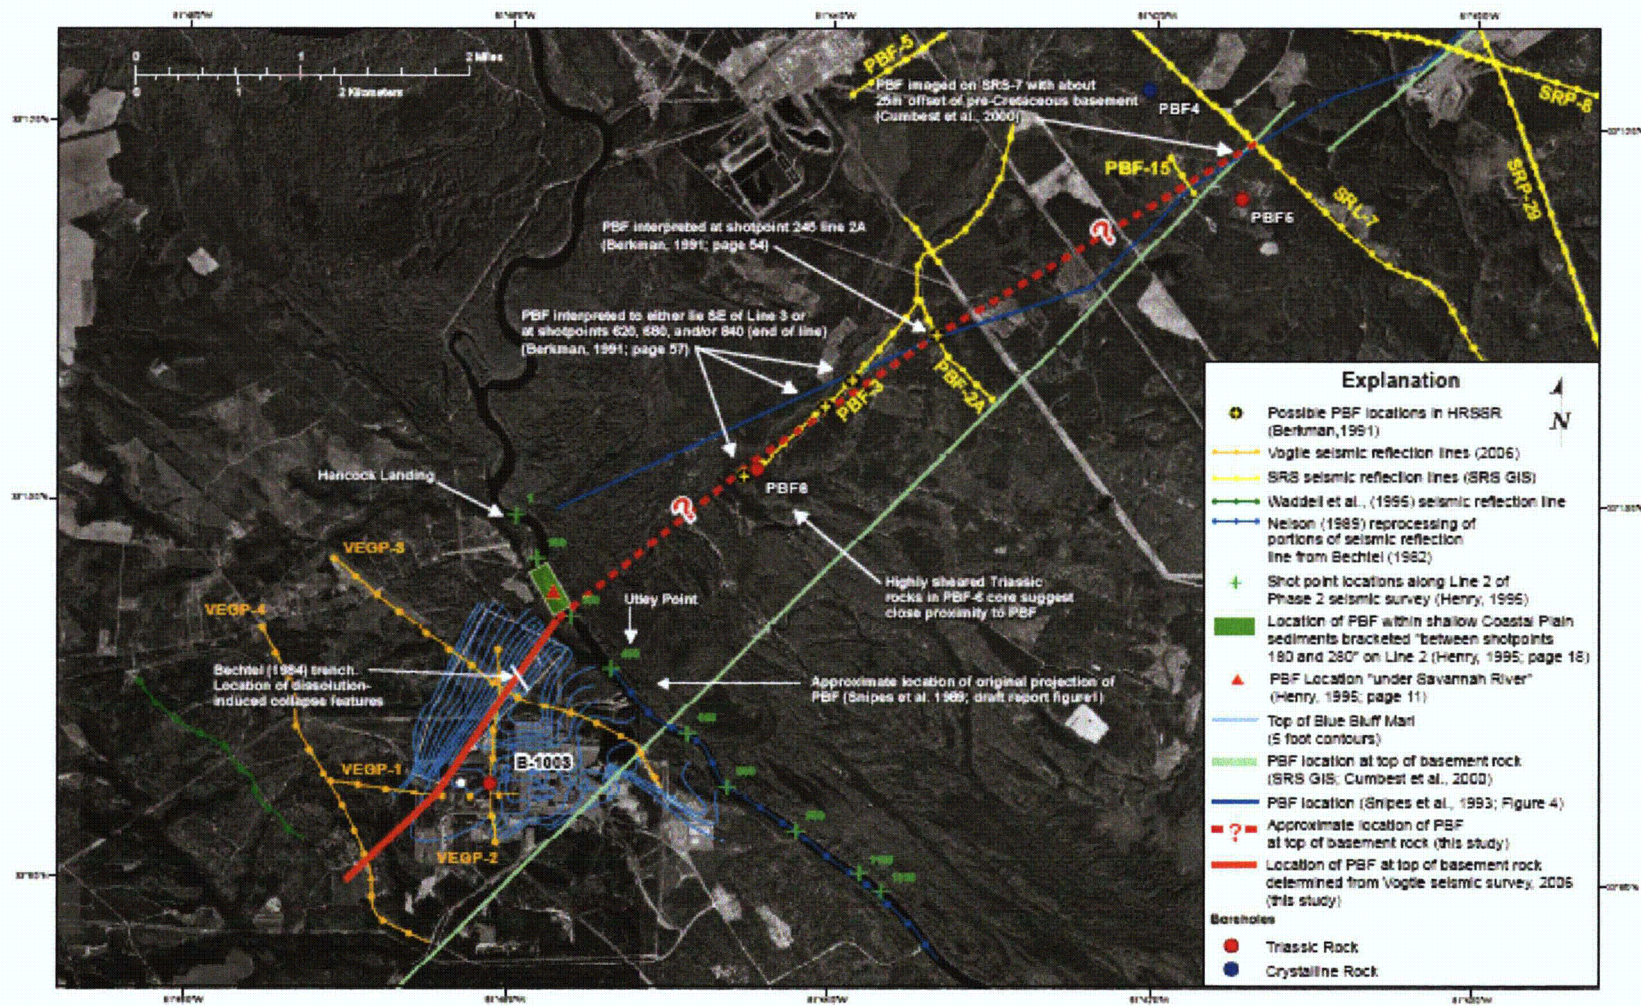 0 1 2 Miles
0 1 2 Kilometers
PBF-5
PBF imaged on SRS-7 with about
25m offset of pre-Cretaceous basement
(Cumbest et al., 2000)
PBF4
SRP-8
PBF-15
SRL-7
SRP-29
PBF5
PBF interpreted at shotpoint 245 line 2A
(Berkman, 1991; page 54)
?
PBF interpreted to either lie SE of Line 3 or
at shotpoints 620, 680, and/or 840 (end of line)
(Berkman, 1991; page 57)
PBF-3
PBF-2A
Hancock Landing
PBF6
?
VEGP-3
VEGP-4
Utley Point
Highly sheared Triassic
rocks in PBF-6 core suggest
close proximity to PBF
Bechtel (1984) trench.
Location of dissolution-
induced collapse features
Approximate location of original projection of
PBF (Snipes et al. 1989; draft report figure1)
VEGP-1
B-1003
VEGP-2
Explanation
N
Possible PBF locations in HRSSR
(Berkman,1991)
Vogtle seismic reflection lines (2006)
SRS seismic reflection lines (SRS GIS)
Waddell et al., (1995) seismic reflection line
Nelson (1989) reprocessing of
portions of seismic reflection
line from Bechtel (1982)
Shot point locations along Line 2 of
Phase 2 seismic survey (Henry, 1995)
Location of PBF within shallow Coastal Plain
sediments bracketed "between shotpoints
180 and 280" on Line 2 (Henry, 1995; page 18)
PBF Location "under Savannah River"
(Henry, 1995; page 11)
Top of Blue Bluff Marl
(5 foot contours)
PBF location at top of basement rock
(SRS GIS; Cumbest et al., 2000)
PBF location (Snipes et al., 1993; Figure 4)
?
Approximate location of PBF
at top of basement rock (this study)
Location of PBF at top of basement rock
determined from Vogtle seismic survey, 2006
(this study)
Boreholes
Triassic Rock
Crystalline Rock